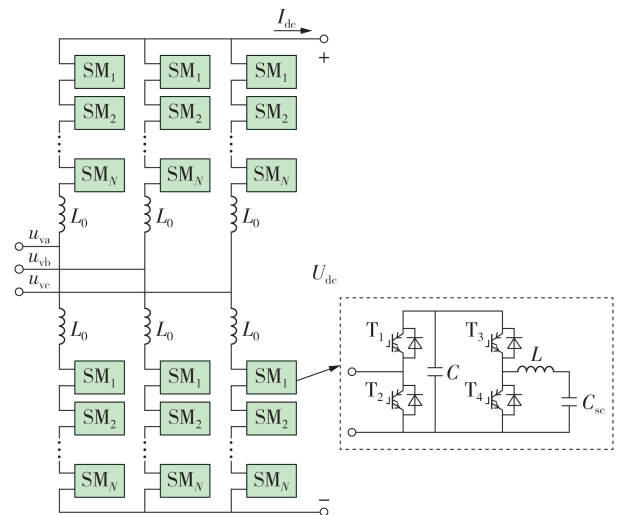 I_dc
+
SM_1 SM_1 SM_1
SM_2 SM_2 SM_2
SM_N SM_N SM_N
L_0 L_0 L_0
u_va
u_vb
u_vc
U_dc
L_0 L_0 L_0
SM_1 SM_1 SM_1
SM_2 SM_2 SM_2
SM_N SM_N SM_N
−
T_1 T_3
C L
T_2 T_4 C_sc